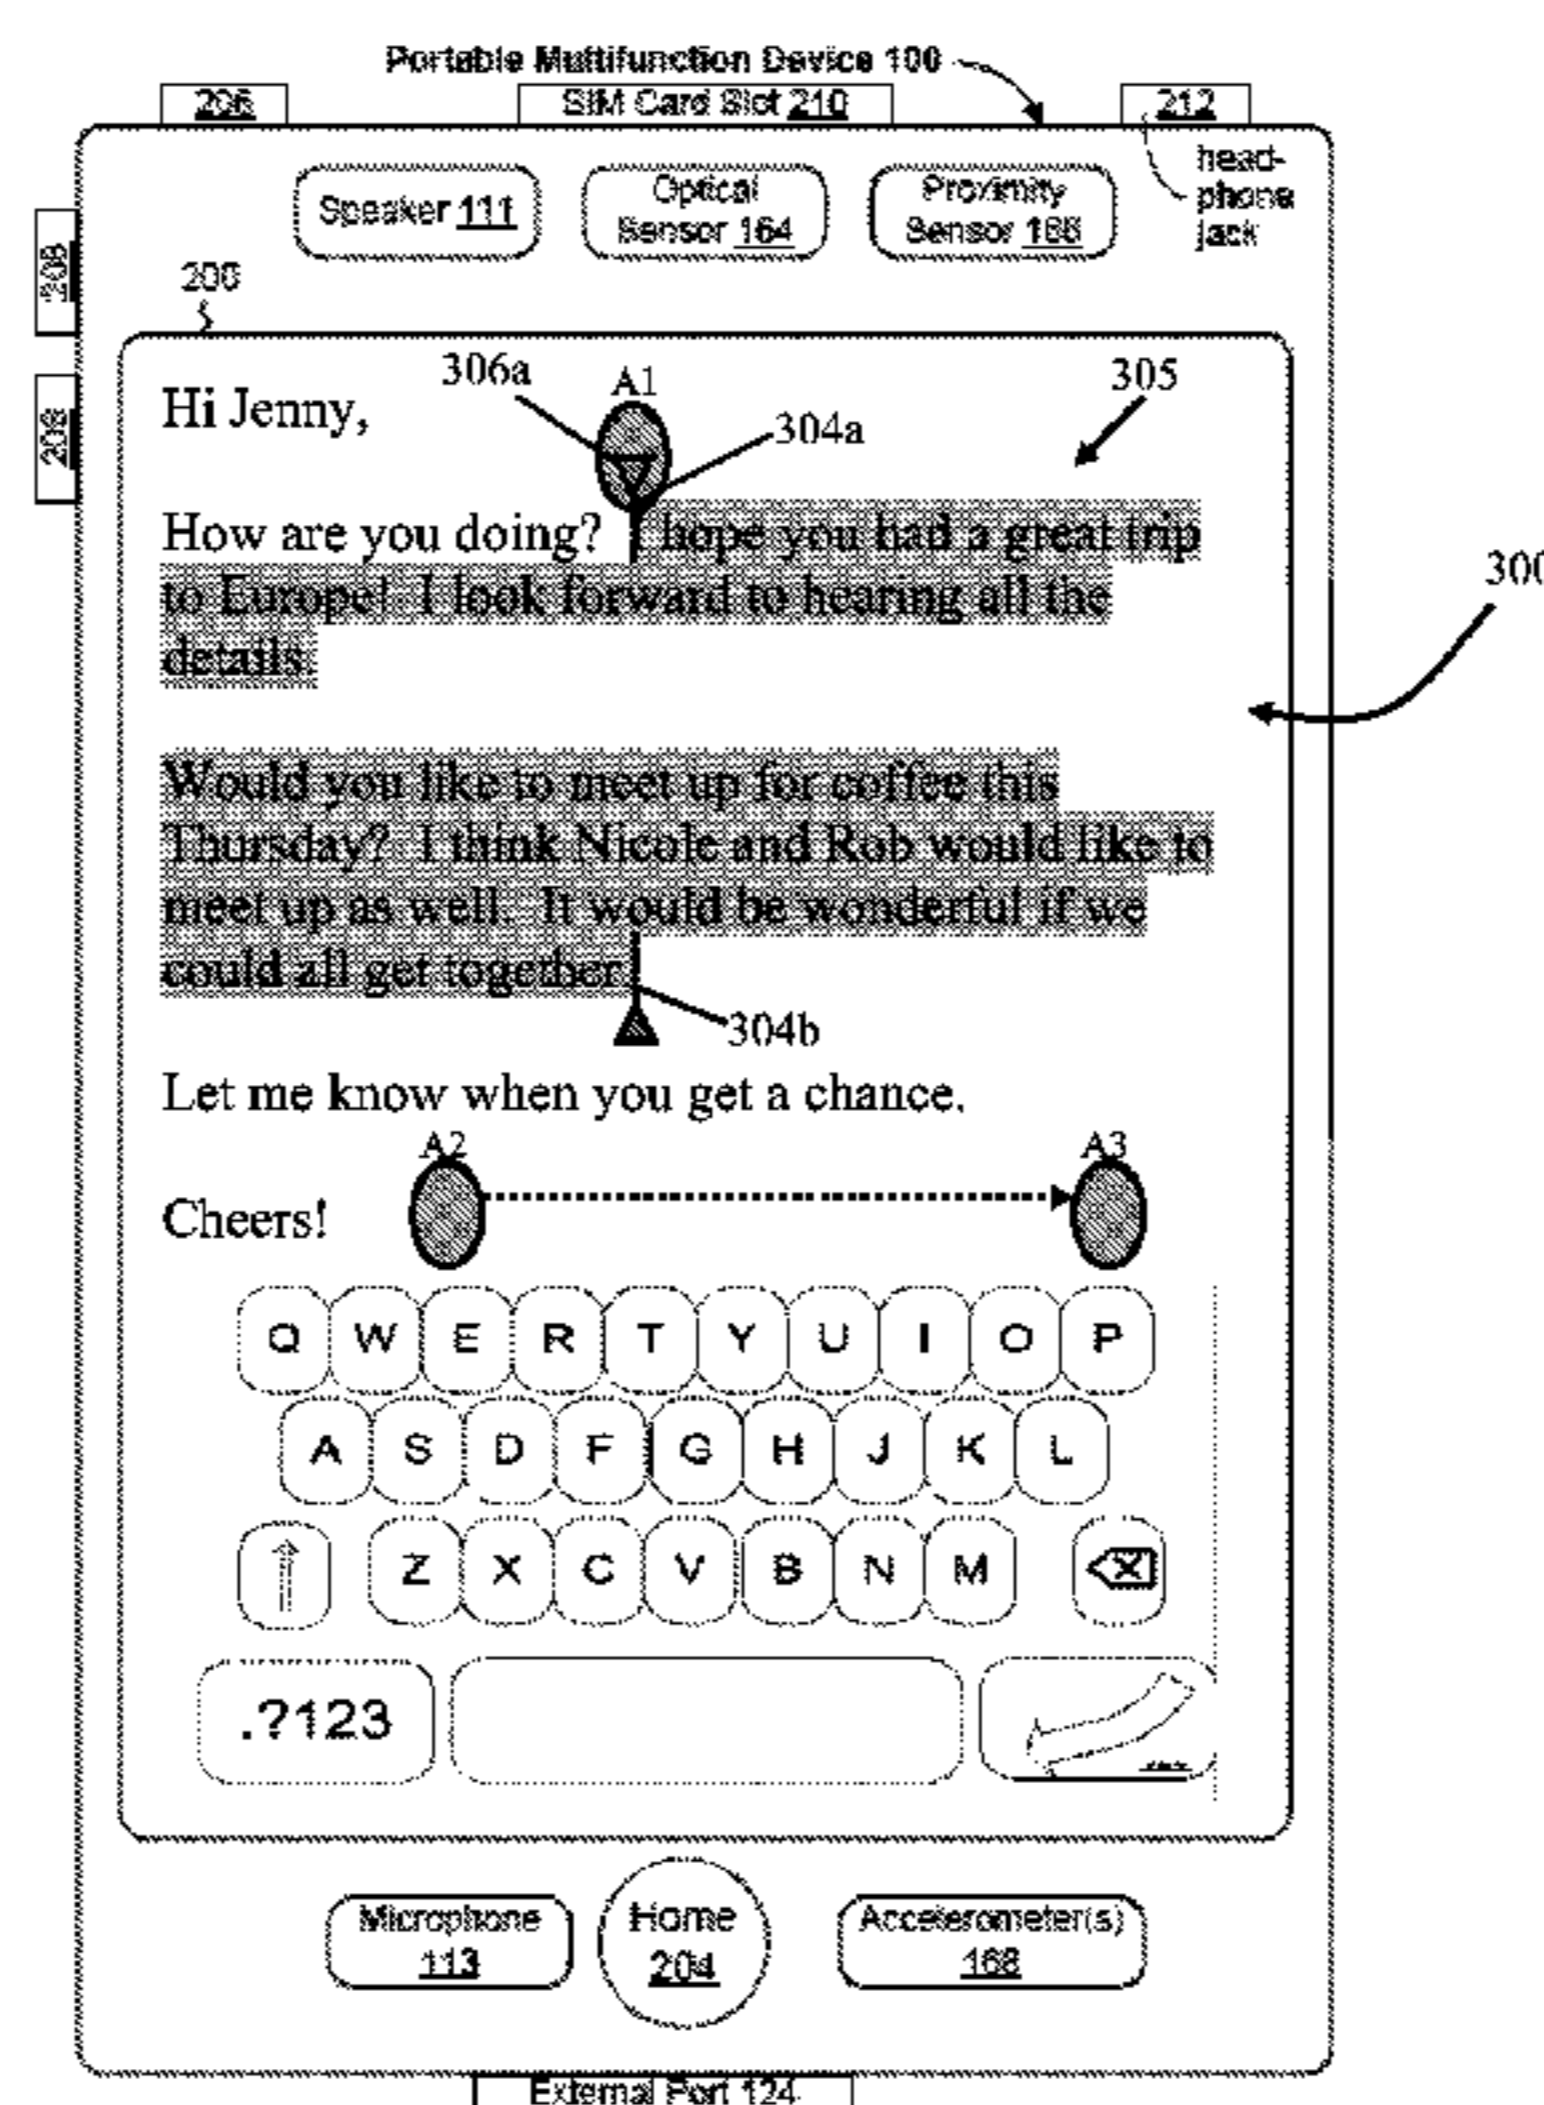 Portable Multifunction Device 100
206 SIM Card Slot 210 212
head-
phone
jack
Speaker 111
Optical
Sensor 164
Proximity
Sensor 166
208
200
208
306a A1 305
Hi Jenny,
304a
How are you doing? I hope you had a great trip
to Europe! I look forward to hearing all the
details.
300
Would you like to meet up for coffee this
Thursday? I think Nicole and Rob would like to
meet up as well. It would be wonderful if we
could all get together.
304b
Let me know when you get a chance.
A2 A3
Cheers!
Q W E R T Y U I O P
A S D F G H J K L
Z X C V B N M
.?123
Microphone
113
Home
204
Accelerometer(s)
168
External Port 124